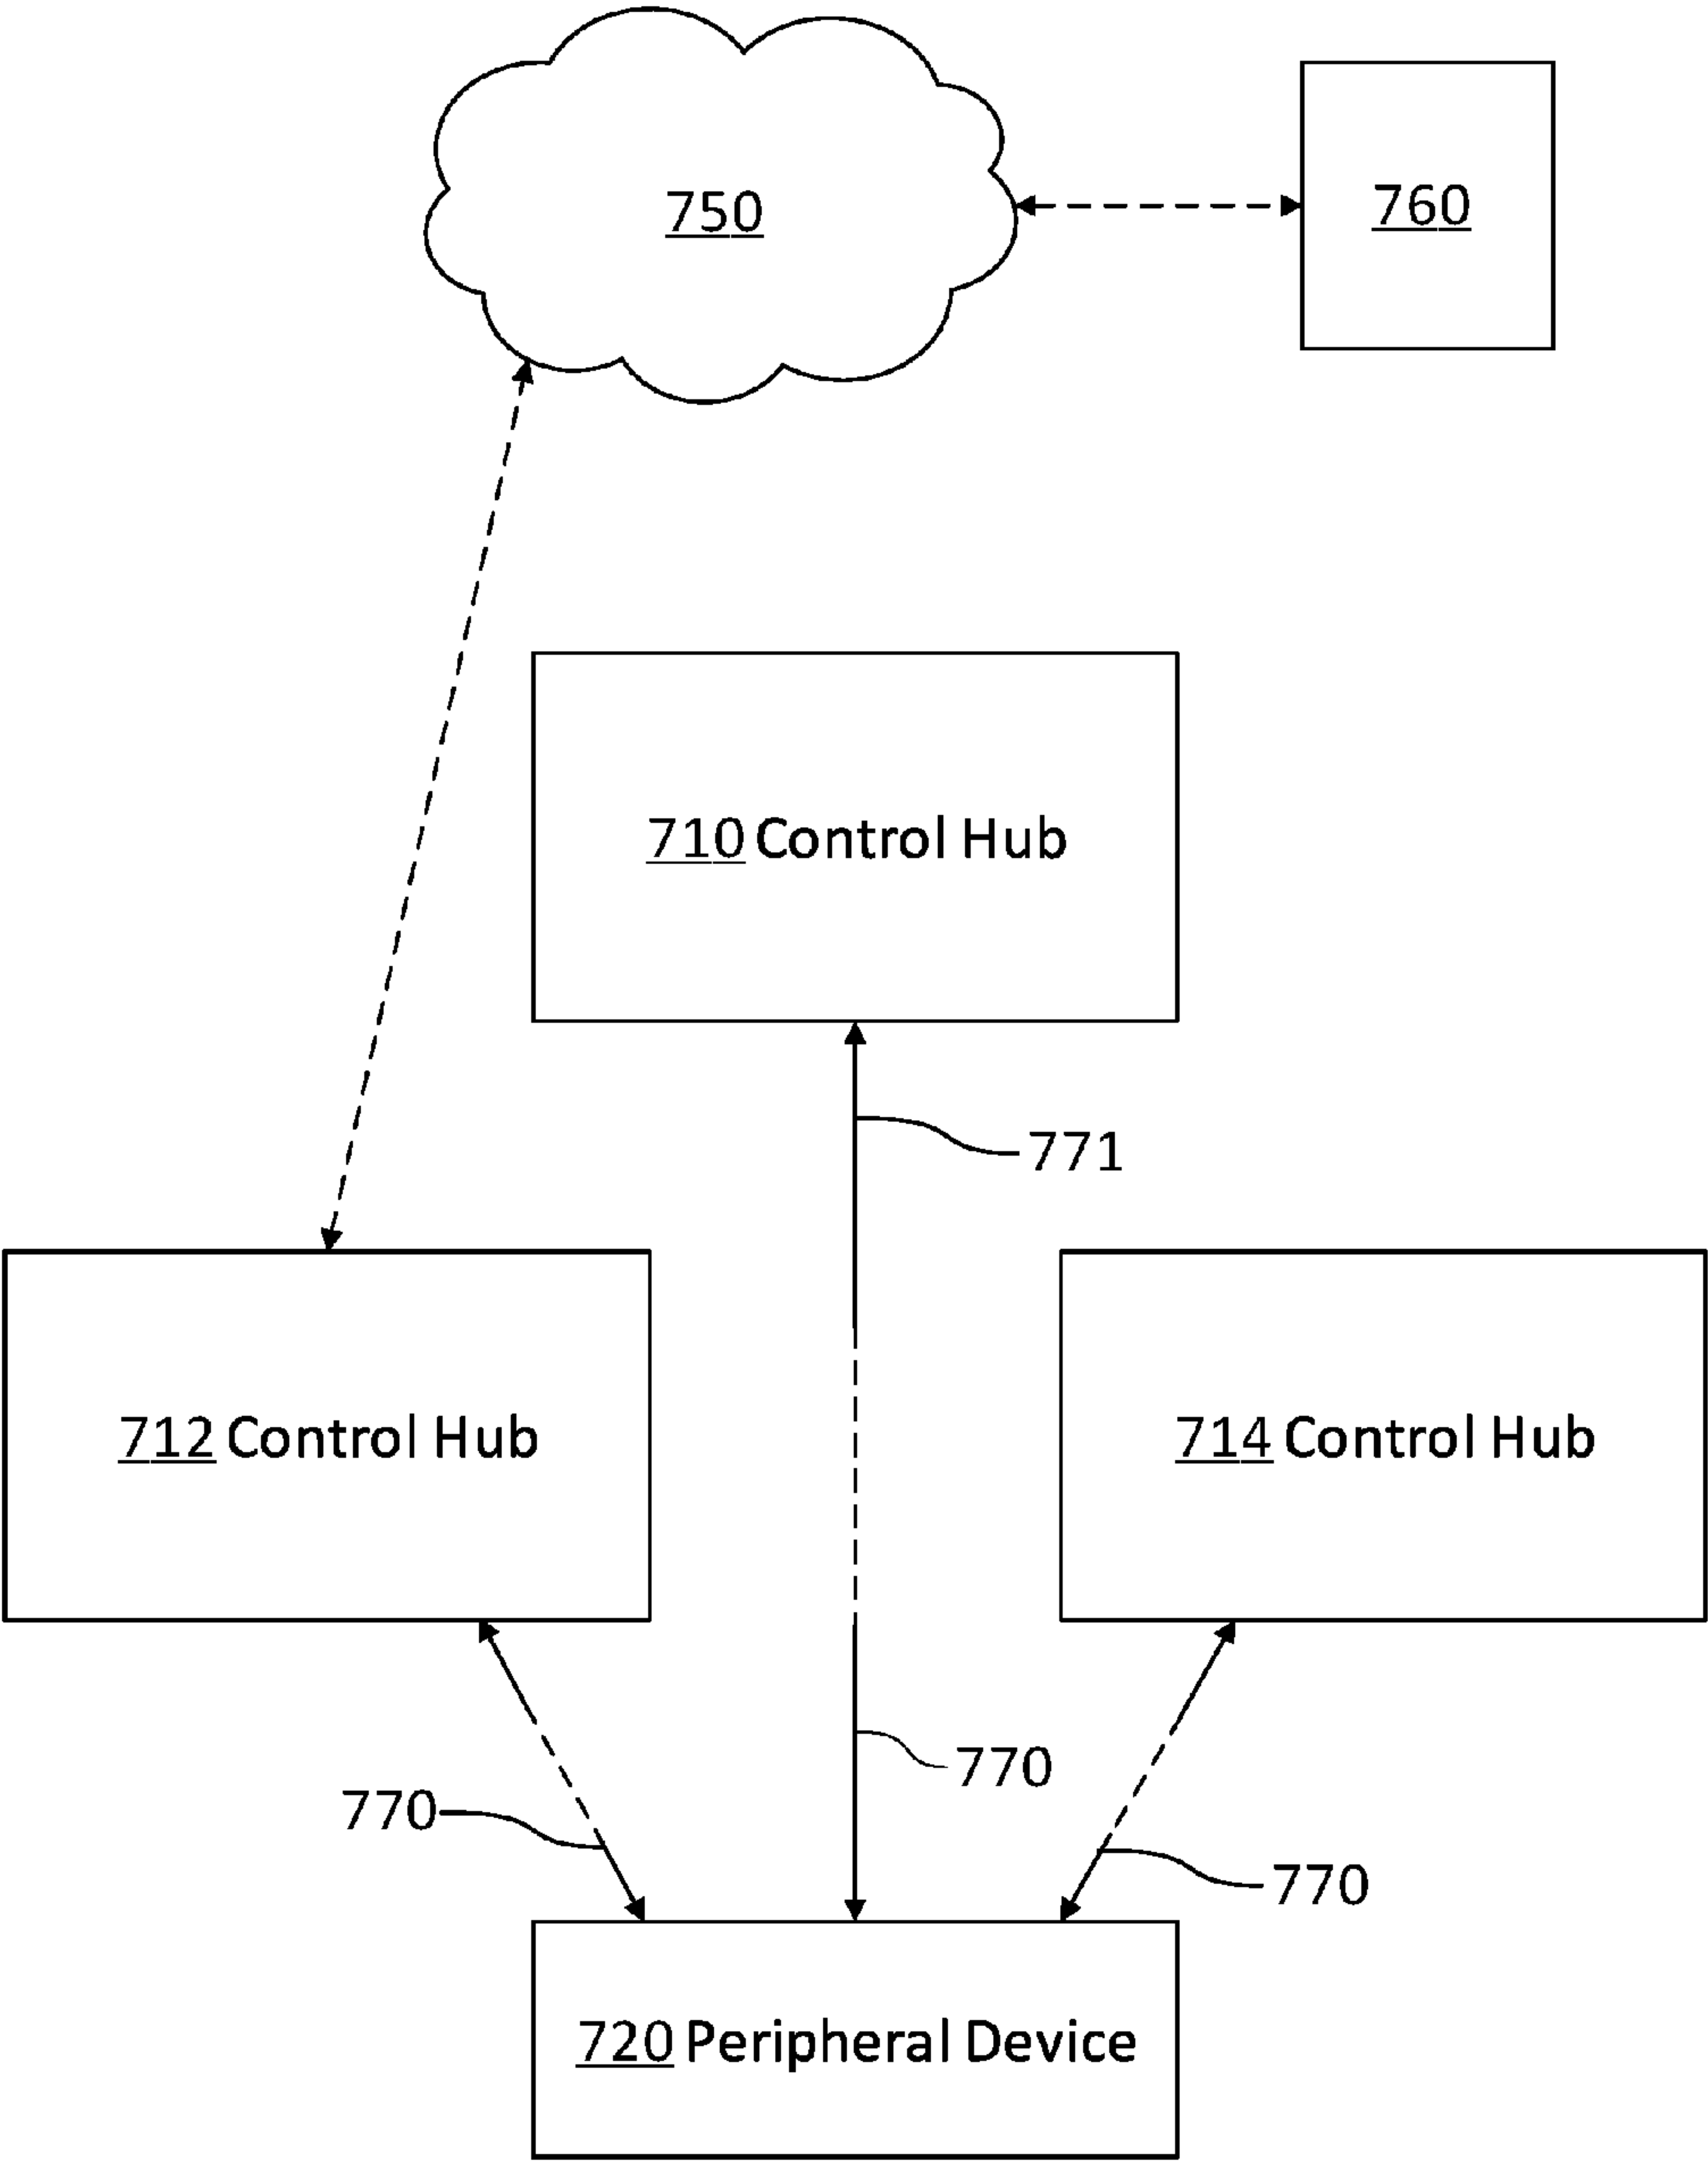 750
760
710 Control Hub
771
712 Control Hub
714 Control Hub
770
770
770
720 Peripheral Device